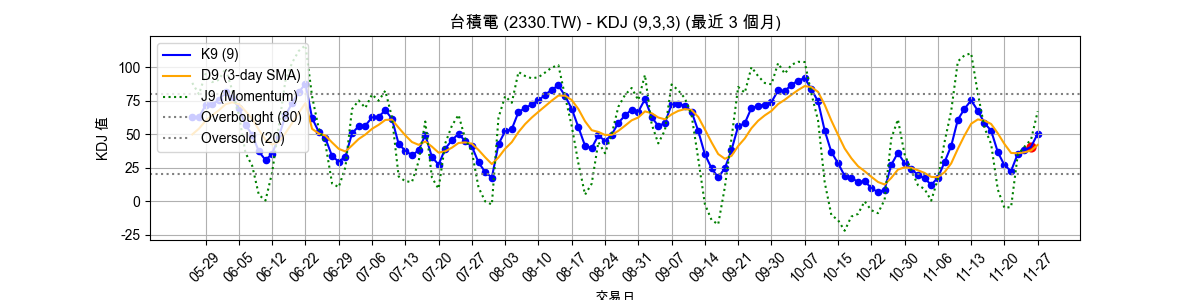 台積電 (2330.TW) - KDJ (9,3,3) (最近 3 個月)
KDJ 值
100
75
50
25
0
-25
K9 (9)
D9 (3-day SMA)
J9 (Momentum)
Overbought (80)
Oversold (20)
05-29 06-05 06-12 06-22 06-29 07-06 07-13 07-20 07-27 08-03 08-10 08-17 08-24 08-31 09-07 09-14 09-21 09-30 10-07 10-15 10-22 10-30 11-06 11-13 11-20 11-27
交易日